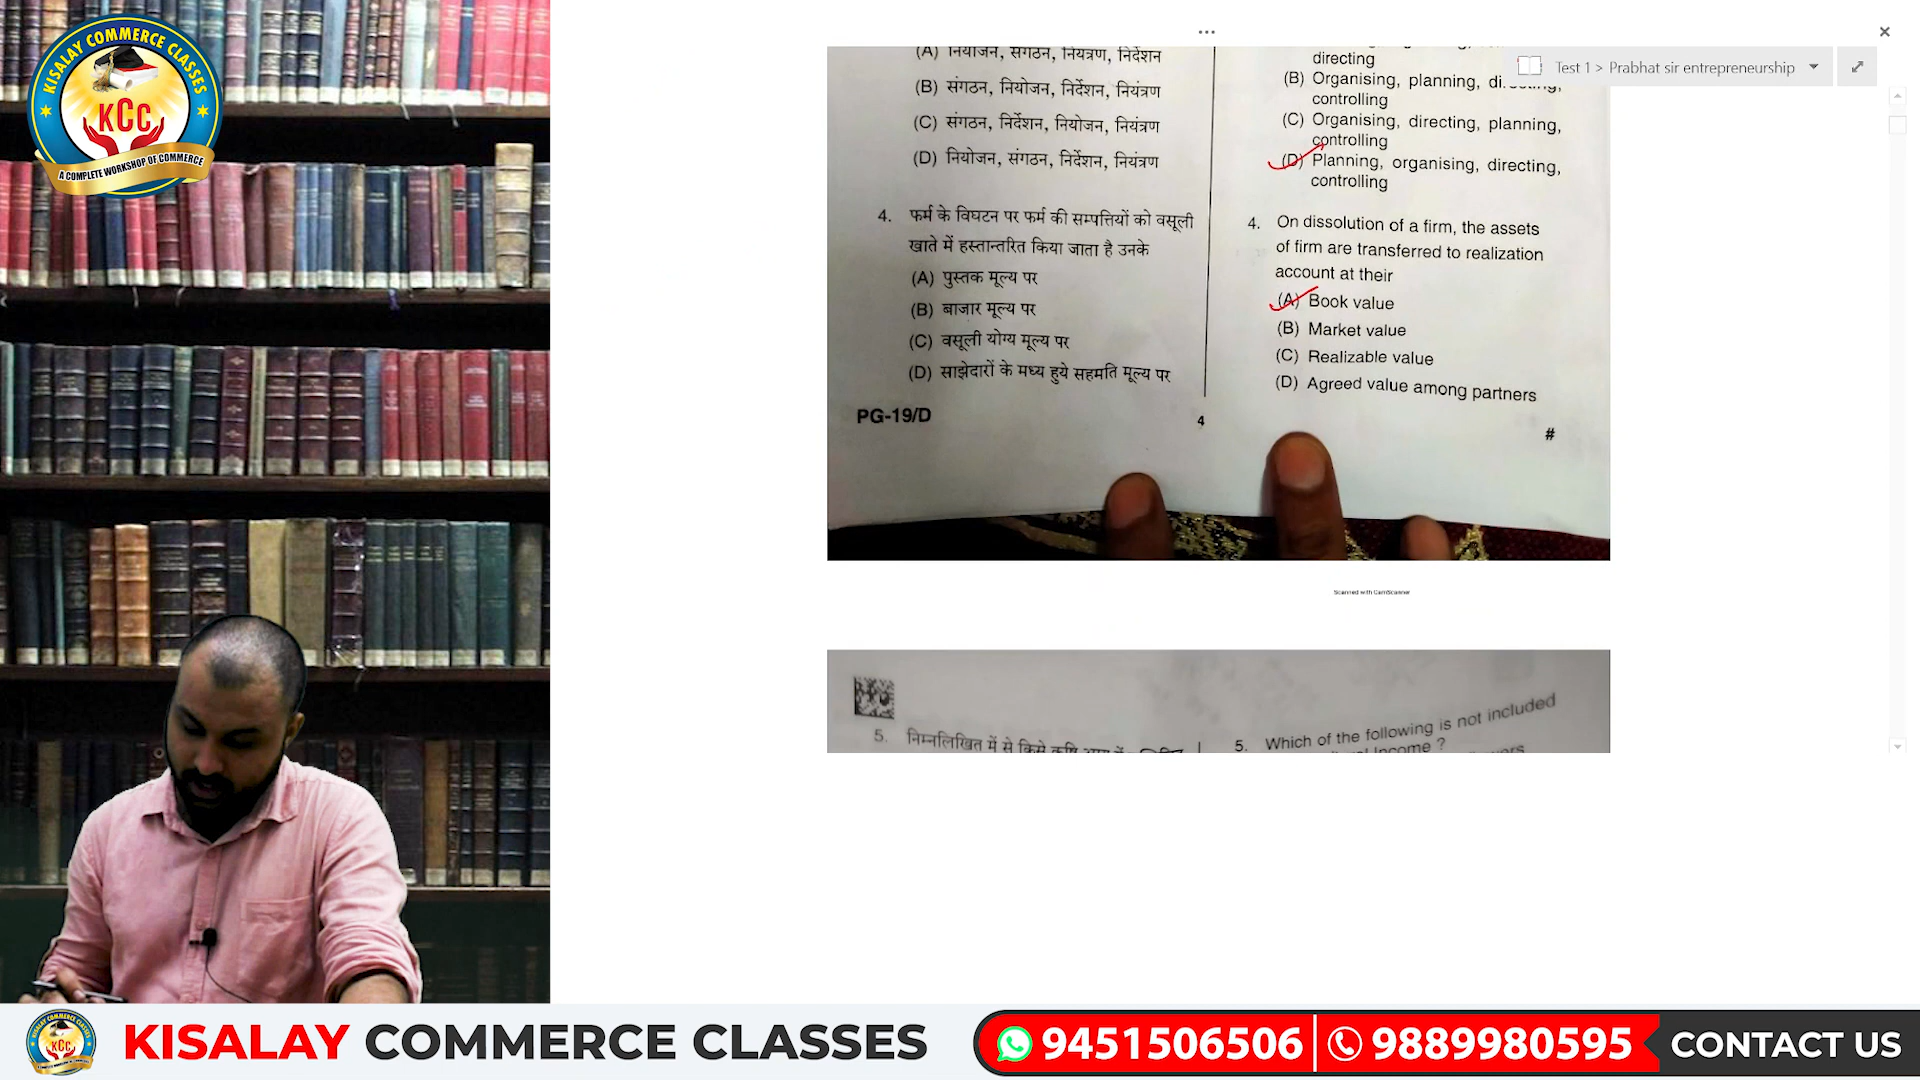 KISALAY COMMERCE CLASSES
KCC
A COMPLETE WORKSHOP OF COMMERCE
Test 1 > Prabhat sir entrepreneurship
(A) नियोजन, संगठन, नियंत्रण, निर्देशन
(B) संगठन, नियोजन, निर्देशन, नियंत्रण
(C) संगठन, निर्देशन, नियोजन, नियंत्रण
(D) नियोजन, संगठन, निर्देशन, नियंत्रण
4. फर्म के विघटन पर फर्म की सम्पत्तियों को वसूली
खाते में हस्तान्तरित किया जाता है उनके
(A) पुस्तक मूल्य पर
(B) बाजार मूल्य पर
(C) वसूली योग्य मूल्य पर
(D) साझेदारों के मध्य हुये सहमति मूल्य पर
directing
(B) Organising, planning,
controlling
(C) Organising, directing, planning,
controlling
(D) Planning, organising, directing,
controlling
4. On dissolution of a firm, the assets
of firm are transferred to realization
account at their
(A) Book value
(B) Market value
(C) Realizable value
(D) Agreed value among partners
PG-19/D
4
#
Scanned with CamScanner
5. निम्नलिखित में से किसे कृषि
5. Which of the following is not included
Income ?
KISALAY COMMERCE CLASSES
9451506506
9889980595
CONTACT US